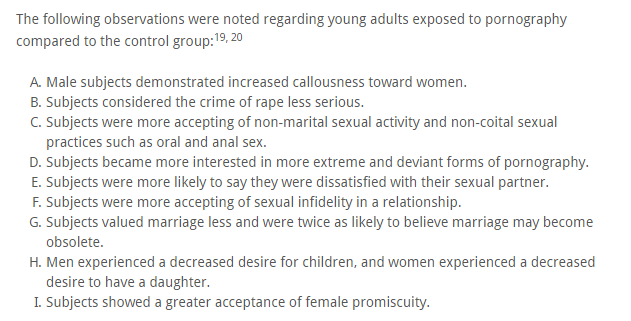 The following observations were noted regarding young adults exposed to pornography
compared to the control group:19, 20
A. Male subjects demonstrated increased callousness toward women.
B. Subjects considered the crime of rape less serious.
C. Subjects were more accepting of non-marital sexual activity and non-coital sexual
practices such as oral and anal sex.
D. Subjects became more interested in more extreme and deviant forms of pornography.
E. Subjects were more likely to say they were dissatisfied with their sexual partner.
F. Subjects were more accepting of sexual infidelity in a relationship.
G. Subjects valued marriage less and were twice as likely to believe marriage may become
obsolete.
H. Men experienced a decreased desire for children, and women experienced a decreased
desire to have a daughter.
I. Subjects showed a greater acceptance of female promiscuity.